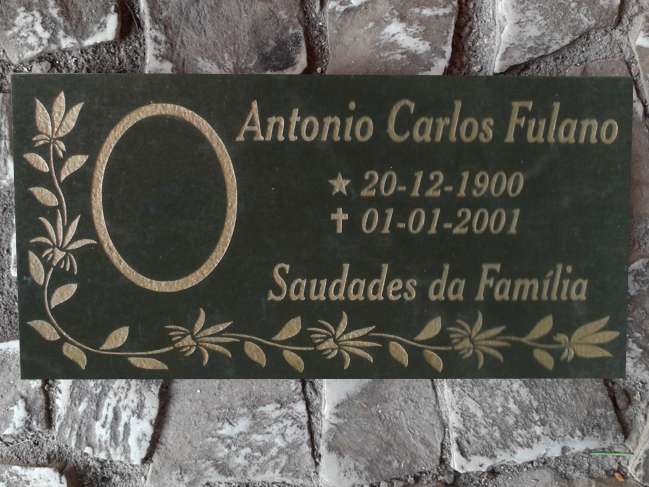 Antonio Carlos Fulano
★ 20-12-1900
✝ 01-01-2001
Saudades da Família